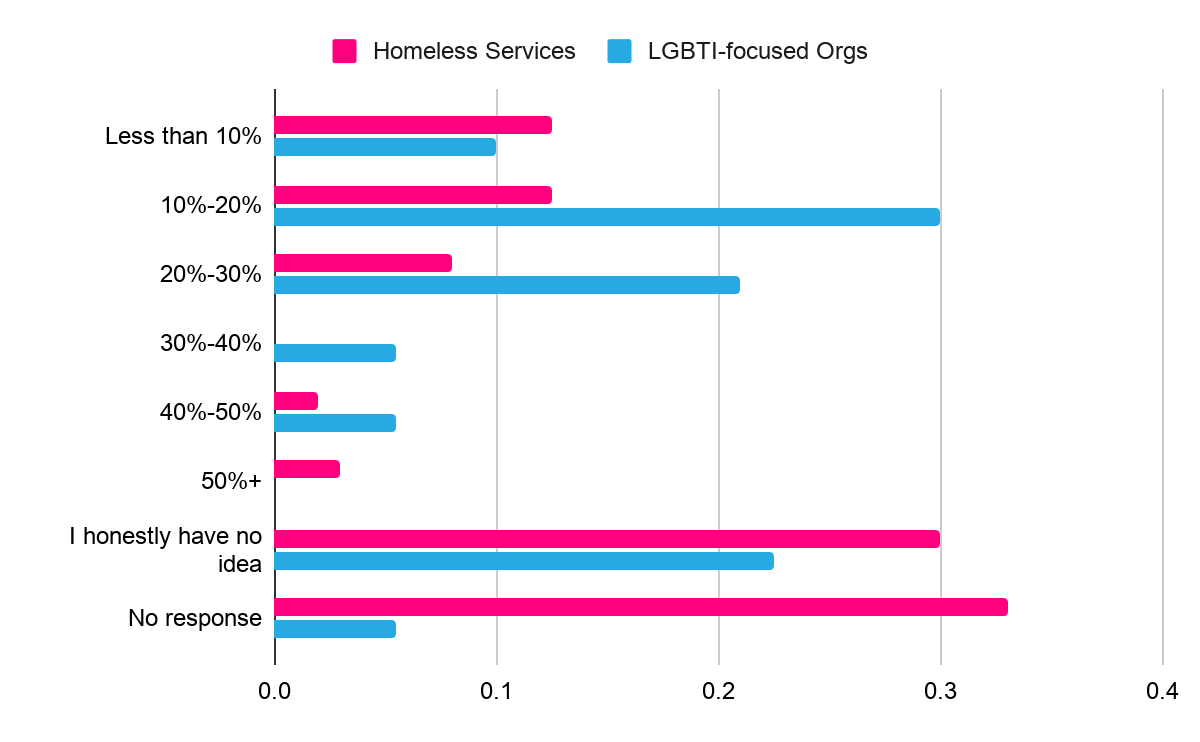 Homeless Services LGBTI-focused Orgs
Less than 10%
10%-20%
20%-30%
30%-40%
40%-50%
50%+
I honestly have no
idea
No response
0.0 0.1 0.2 0.3 0.4